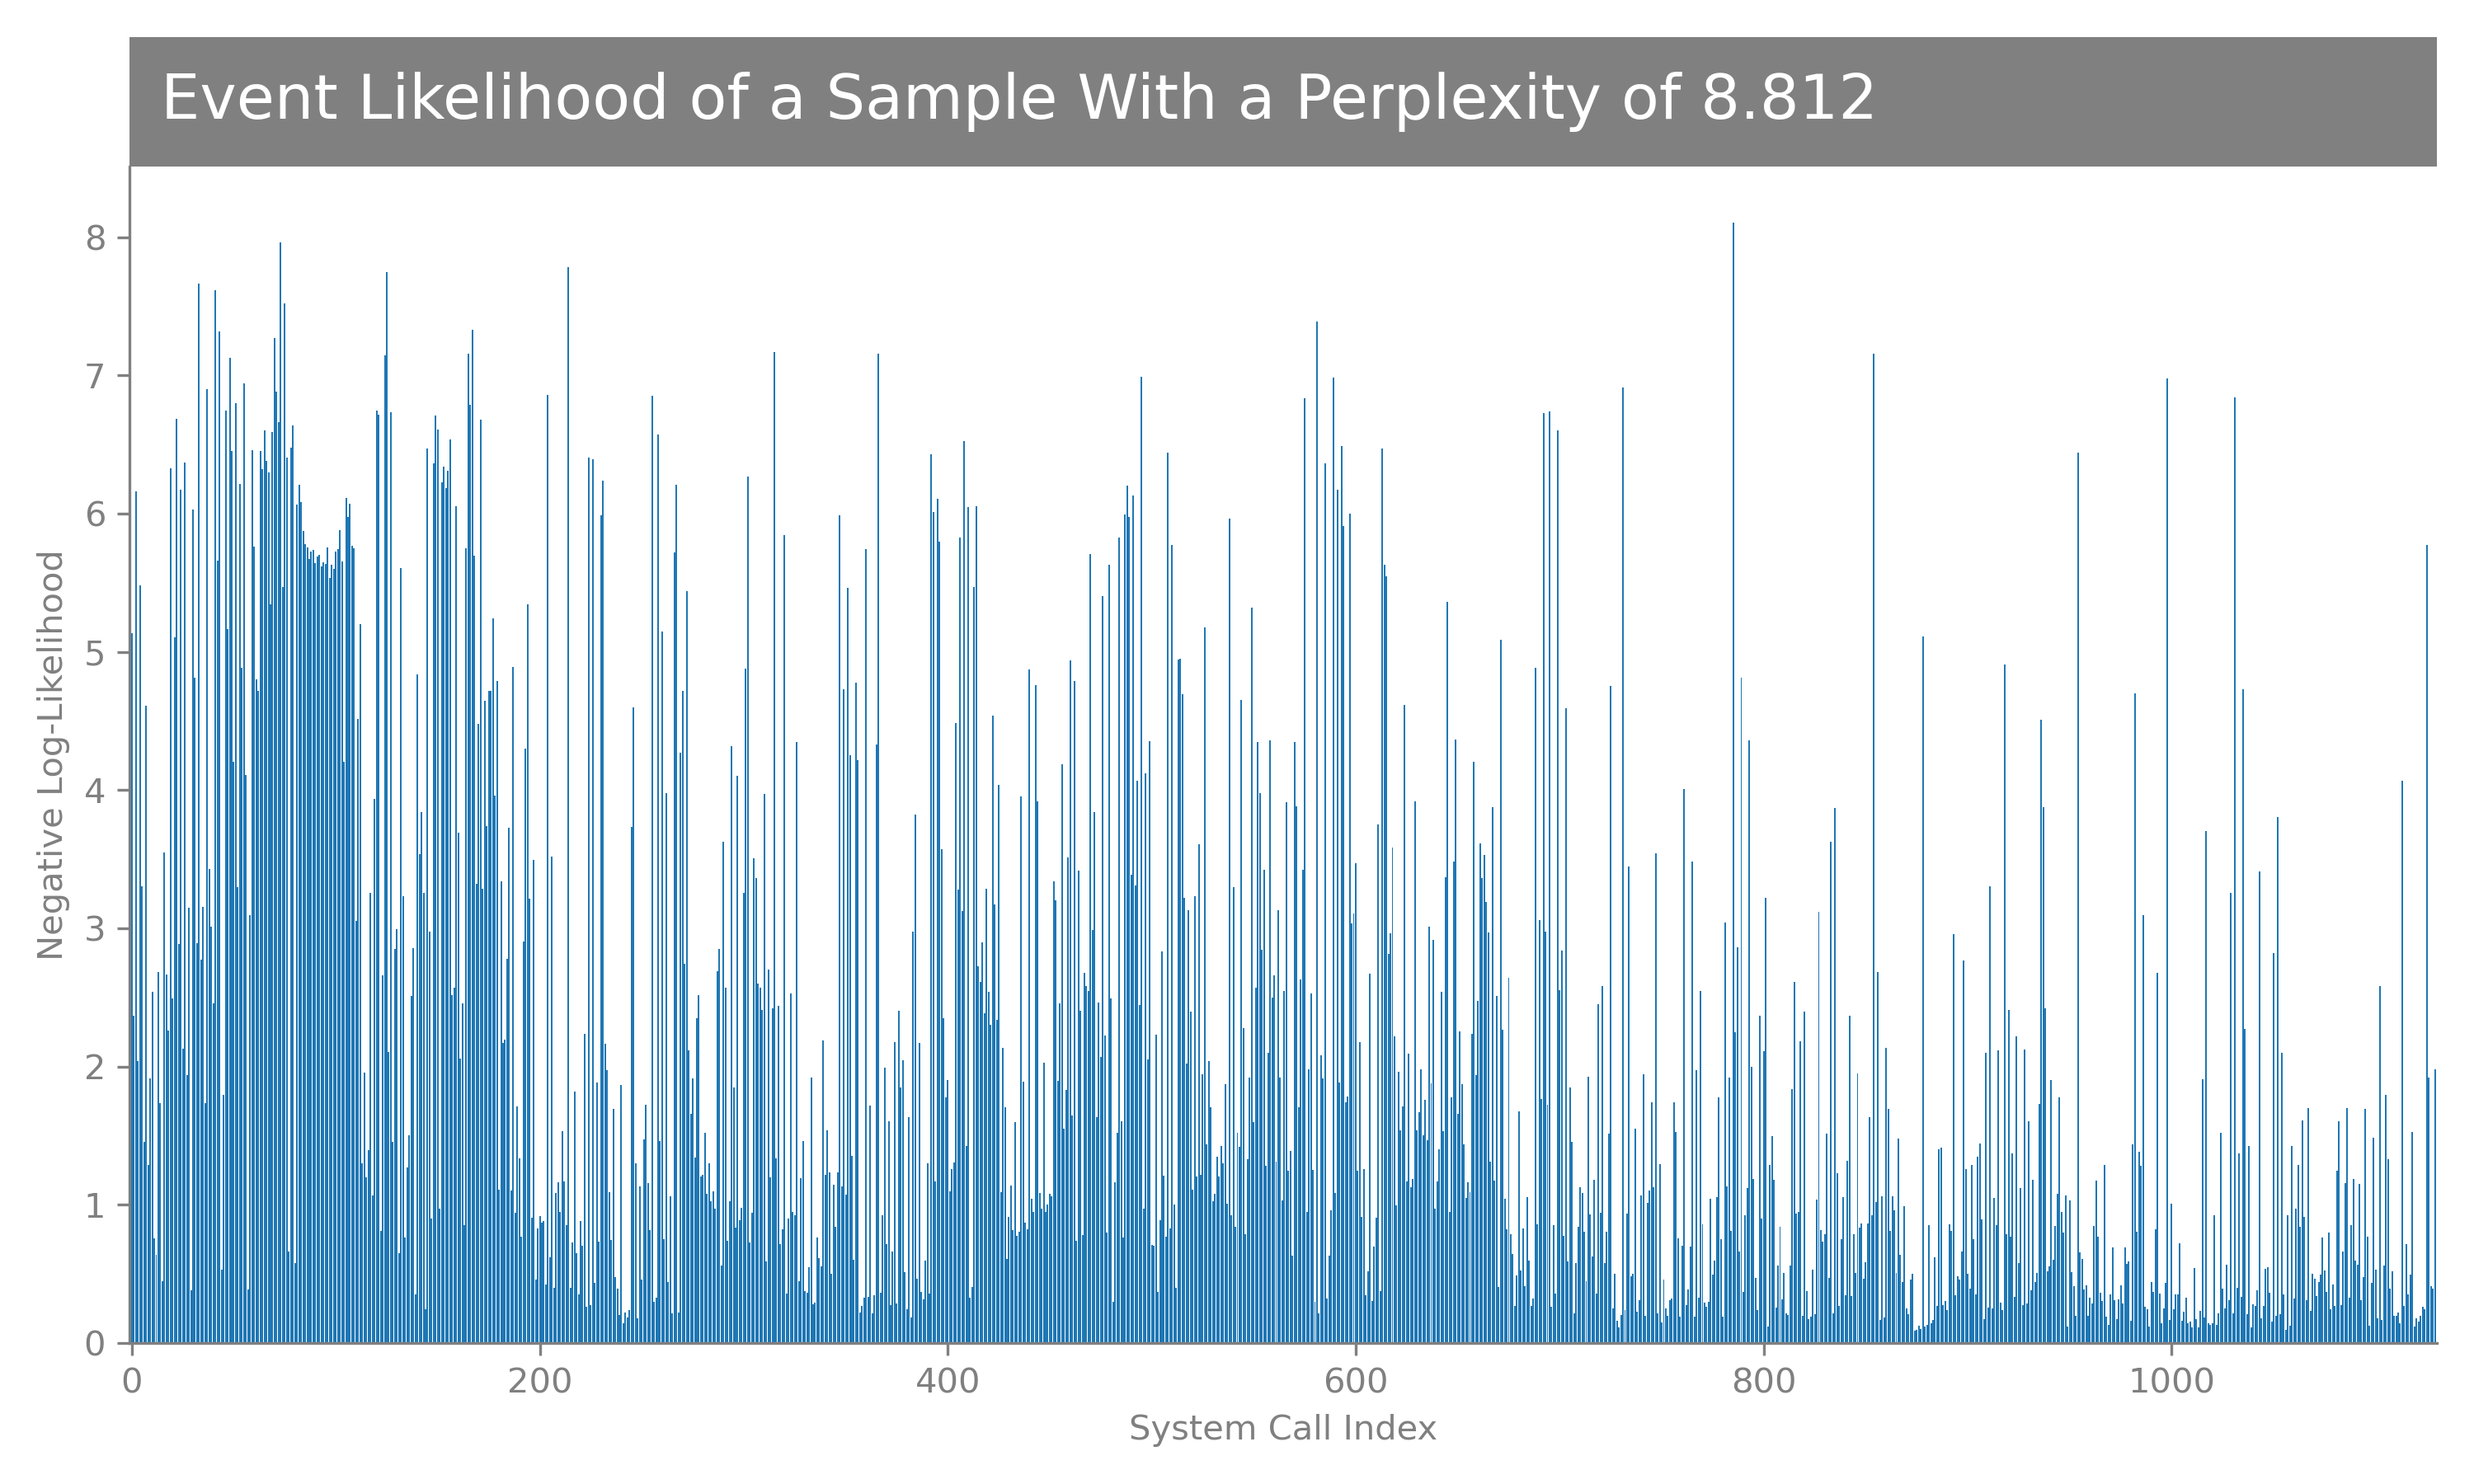 Event Likelihood of a Sample With a Perplexity of 8.812
8
7
6
5
4
3
2
1
0
Negative Log-Likelihood
0 200 400 600 800 1000
System Call Index